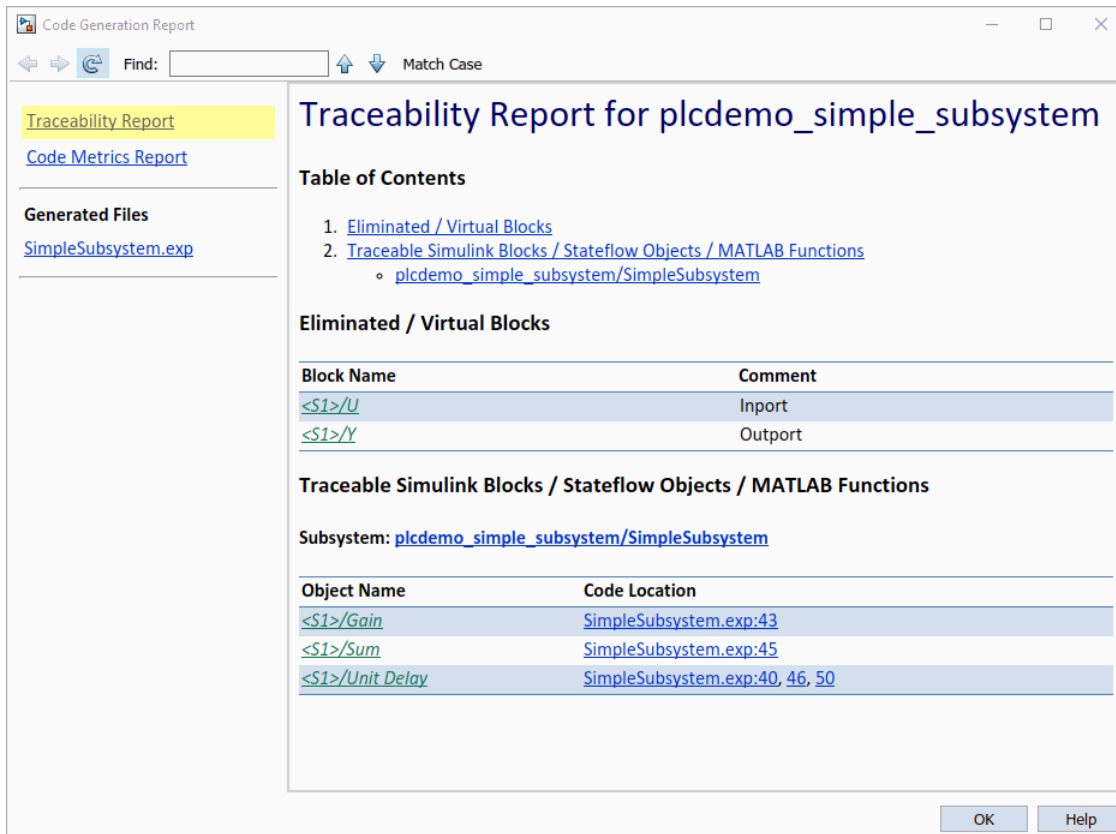 Code Generation Report
Find: Match Case
Traceability Report
Code Metrics Report
Generated Files
SimpleSubsystem.exp
Traceability Report for plcdemo_simple_subsystem
Table of Contents
1. Eliminated / Virtual Blocks
2. Traceable Simulink Blocks / Stateflow Objects / MATLAB Functions
plcdemo_simple_subsystem/SimpleSubsystem
Eliminated / Virtual Blocks
Block Name Comment
<S1>/U Inport
<S1>/Y Outport
Traceable Simulink Blocks / Stateflow Objects / MATLAB Functions
Subsystem: plcdemo_simple_subsystem/SimpleSubsystem
Object Name Code Location
<S1>/Gain SimpleSubsystem.exp:43
<S1>/Sum SimpleSubsystem.exp:45
<S1>/Unit Delay SimpleSubsystem.exp:40, 46, 50
OK Help